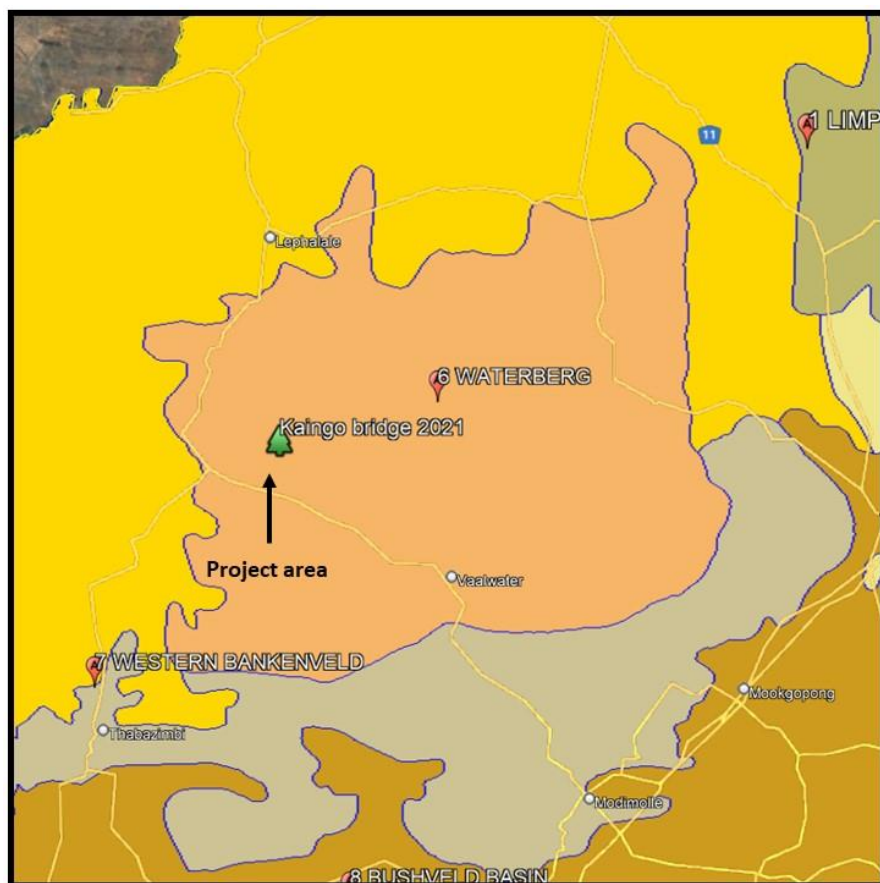 1 LIMP
11
Lephalale
6 WATERBERG
Kaingo bridge 2021
Project area
Vaalwater
7 WESTERN BANKENVELD
Mookgopong
Thabazimbi
Modimolle
8 BUSHVELD BASIN